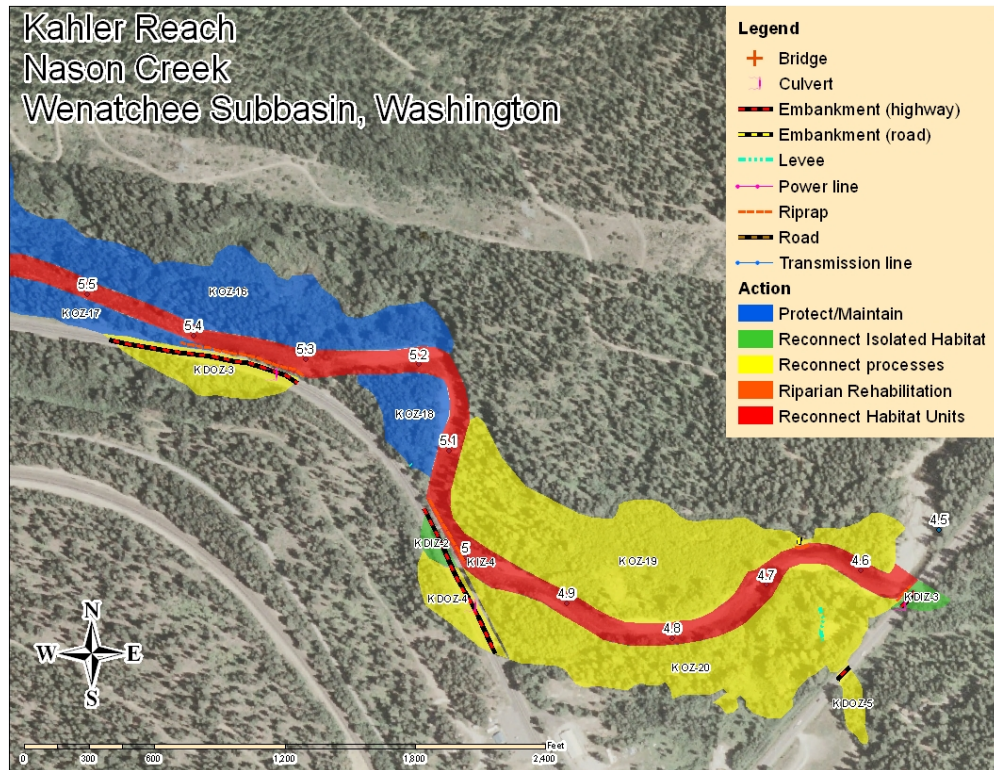 Kahler Reach
Nason Creek
Wenatchee Subbasin, Washington
Legend
Bridge
Culvert
Embankment (highway)
Embankment (road)
Levee
Power line
Riprap
Road
Transmission line
Action
Protect/Maintain
Reconnect Isolated Habitat
Reconnect processes
Riparian Rehabilitation
Reconnect Habitat Units
5.5
KOZ-16
KOZ-17
5.4
5.3
5.2
KDOZ-3
KOZ-18
5.1
4.5
5
KDIZ-2
KIZ-4
KOZ-19
4.6
4.7
KDOZ-4
4.9
KDIZ-3
4.8
KOZ-20
KDOZ-5
N
W
E
S
Feet
0
300
600
1,200
1,800
2,400